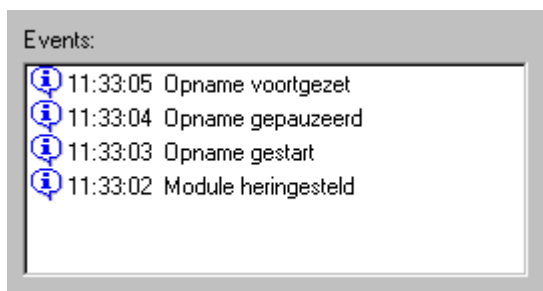 Events:
11:33:05 Opname voortgezet
11:33:04 Opname gepauzeerd
11:33:03 Opname gestart
11:33:02 Module heringesteld